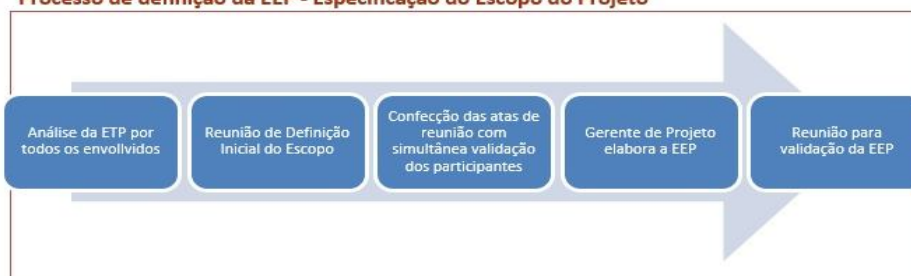 Processo de definição da EEP - Especificação do Escopo do Projeto
Análise da ETP por
todos os envollvidos
Reunião de Definição
Inicial do Escopo
Confecção das atas de
reunião com
simultânea validação
dos participantes
Gerente de Projeto
elabora a EEP
Reunião para
validação da EEP